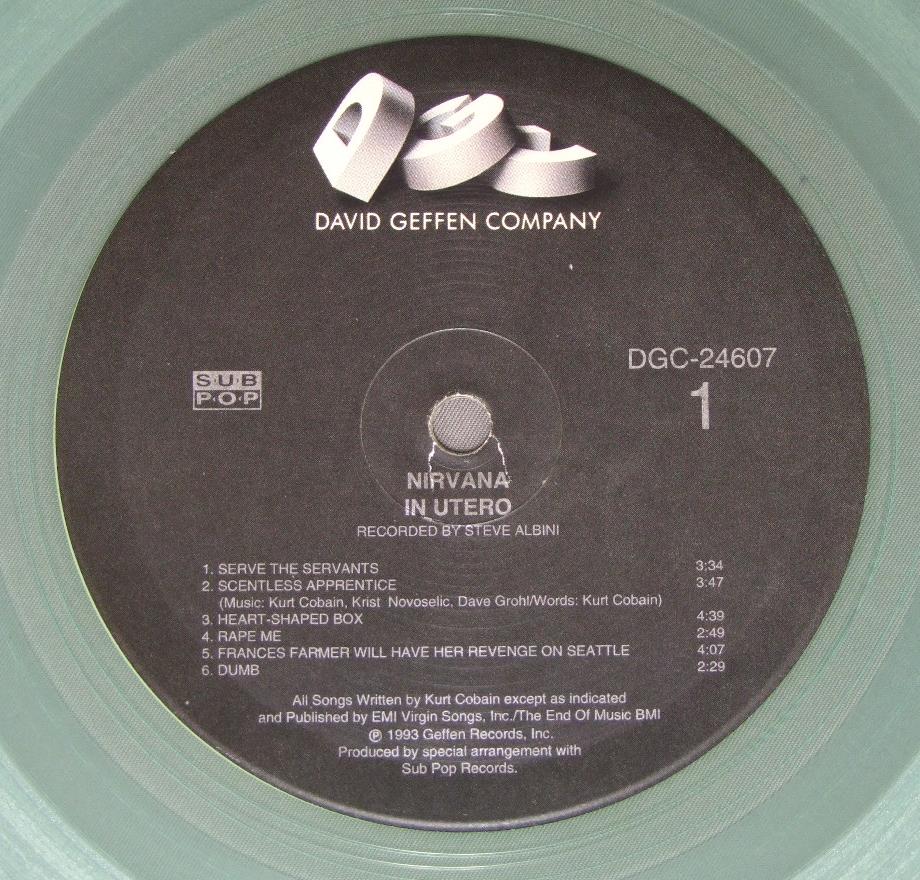 DGC
DAVID GEFFEN COMPANY
DGC-24607
1
S·U·B
P·O·P
NIRVANA
IN UTERO
RECORDED BY STEVE ALBINI
1. SERVE THE SERVANTS 3:34
2. SCENTLESS APPRENTICE 3:47
(Music: Kurt Cobain, Krist Novoselic, Dave Grohl/Words: Kurt Cobain)
3. HEART-SHAPED BOX 4:39
4. RAPE ME 2:49
5. FRANCES FARMER WILL HAVE HER REVENGE ON SEATTLE 4:07
6. DUMB 2:29
All Songs Written by Kurt Cobain except as indicated
and Published by EMI Virgin Songs, Inc./The End Of Music BMI
℗ 1993 Geffen Records, Inc.
Produced by special arrangement with
Sub Pop Records.